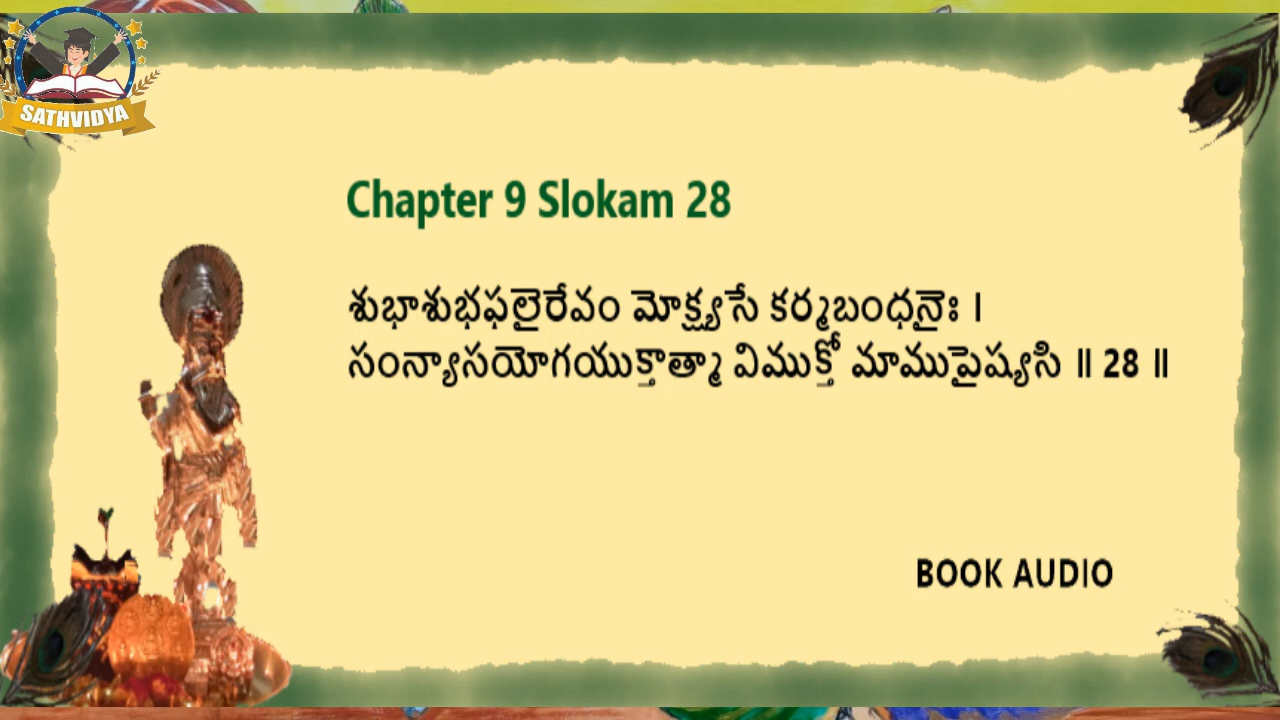 SATHVIDYA
Chapter 9 Slokam 28
శుభాశుభఫలైరేవం మోక్ష్యసే కర్మబంధనైః ।
సంన్యాసయోగయుక్తాత్మా విముక్తో మాముపైష్యసి ॥ 28 ॥
BOOK AUDIO